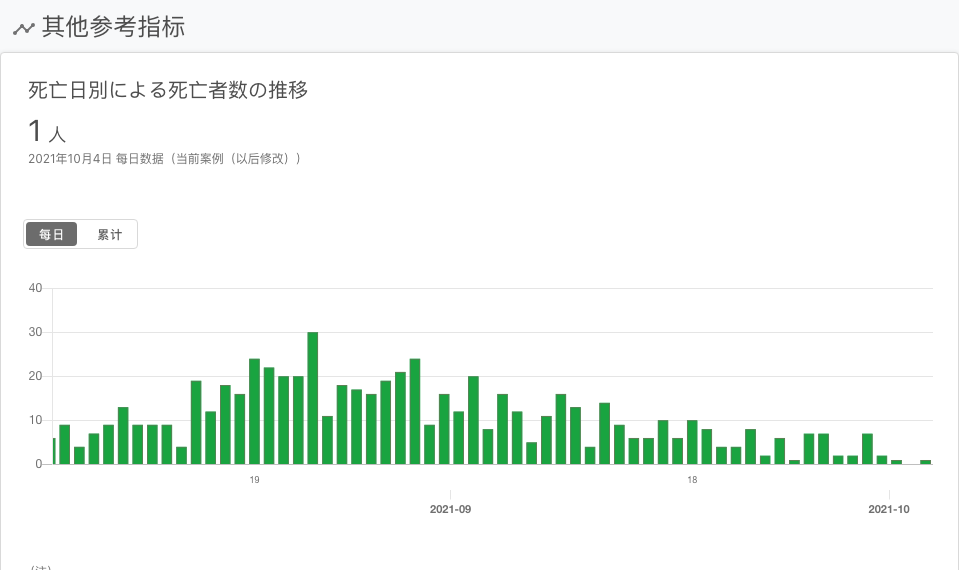 其他参考指标
死亡日別による死亡者数の推移
1 人
2021年10月4日 每日数据（当前案例（以后修改））
每日 累计
40
30
20
10
0
19 18
2021-09 2021-10